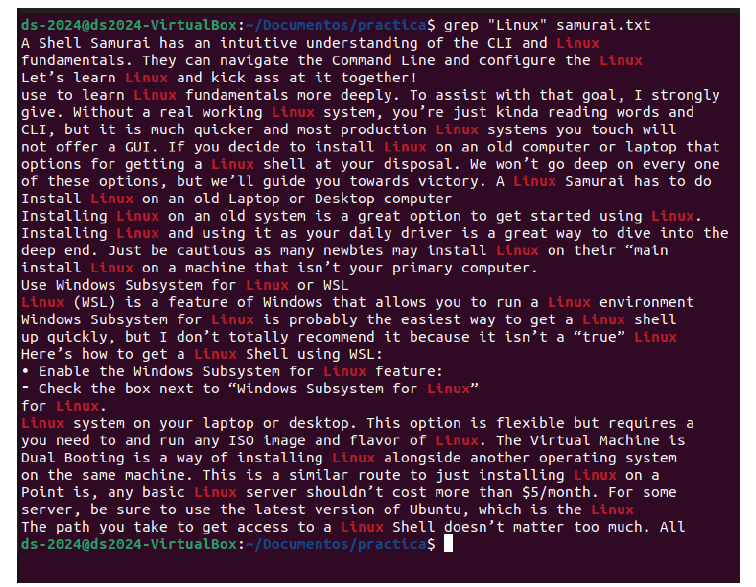 ds-2024@ds2024-VirtualBox:~/Documentos/practica$ grep "Linux" samurai.txt
A Shell Samurai has an intuitive understanding of the CLI and Linux
fundamentals. They can navigate the Command Line and configure the Linux
Let’s learn Linux and kick ass at it together!
use to learn Linux fundamentals more deeply. To assist with that goal, I strongly
give. Without a real working Linux system, you’re just kinda reading words and
CLI, but it is much quicker and most production Linux systems you touch will
not offer a GUI. If you decide to install Linux on an old computer or laptop that
options for getting a Linux shell at your disposal. We won’t go deep on every one
of these options, but we’ll guide you towards victory. A Linux Samurai has to do
Install Linux on an old Laptop or Desktop computer
Installing Linux on an old system is a great option to get started using Linux.
Installing Linux and using it as your daily driver is a great way to dive into the
deep end. Just be cautious as many newbies may install Linux on their “main
install Linux on a machine that isn’t your primary computer.
Use Windows Subsystem for Linux or WSL
Linux (WSL) is a feature of Windows that allows you to run a Linux environment
Windows Subsystem for Linux is probably the easiest way to get a Linux shell
up quickly, but I don’t totally recommend it because it isn’t a “true” Linux
Here’s how to get a Linux Shell using WSL:
• Enable the Windows Subsystem for Linux feature:
– Check the box next to “Windows Subsystem for Linux”
for Linux.
Linux system on your laptop or desktop. This option is flexible but requires a
you need to and run any ISO image and flavor of Linux. The Virtual Machine is
Dual Booting is a way of installing Linux alongside another operating system
on the same machine. This is a similar route to just installing Linux on a
Point is, any basic Linux server shouldn’t cost more than $5/month. For some
server, be sure to use the latest version of Ubuntu, which is the Linux
The path you take to get access to a Linux Shell doesn’t matter too much. All
ds-2024@ds2024-VirtualBox:~/Documentos/practica$